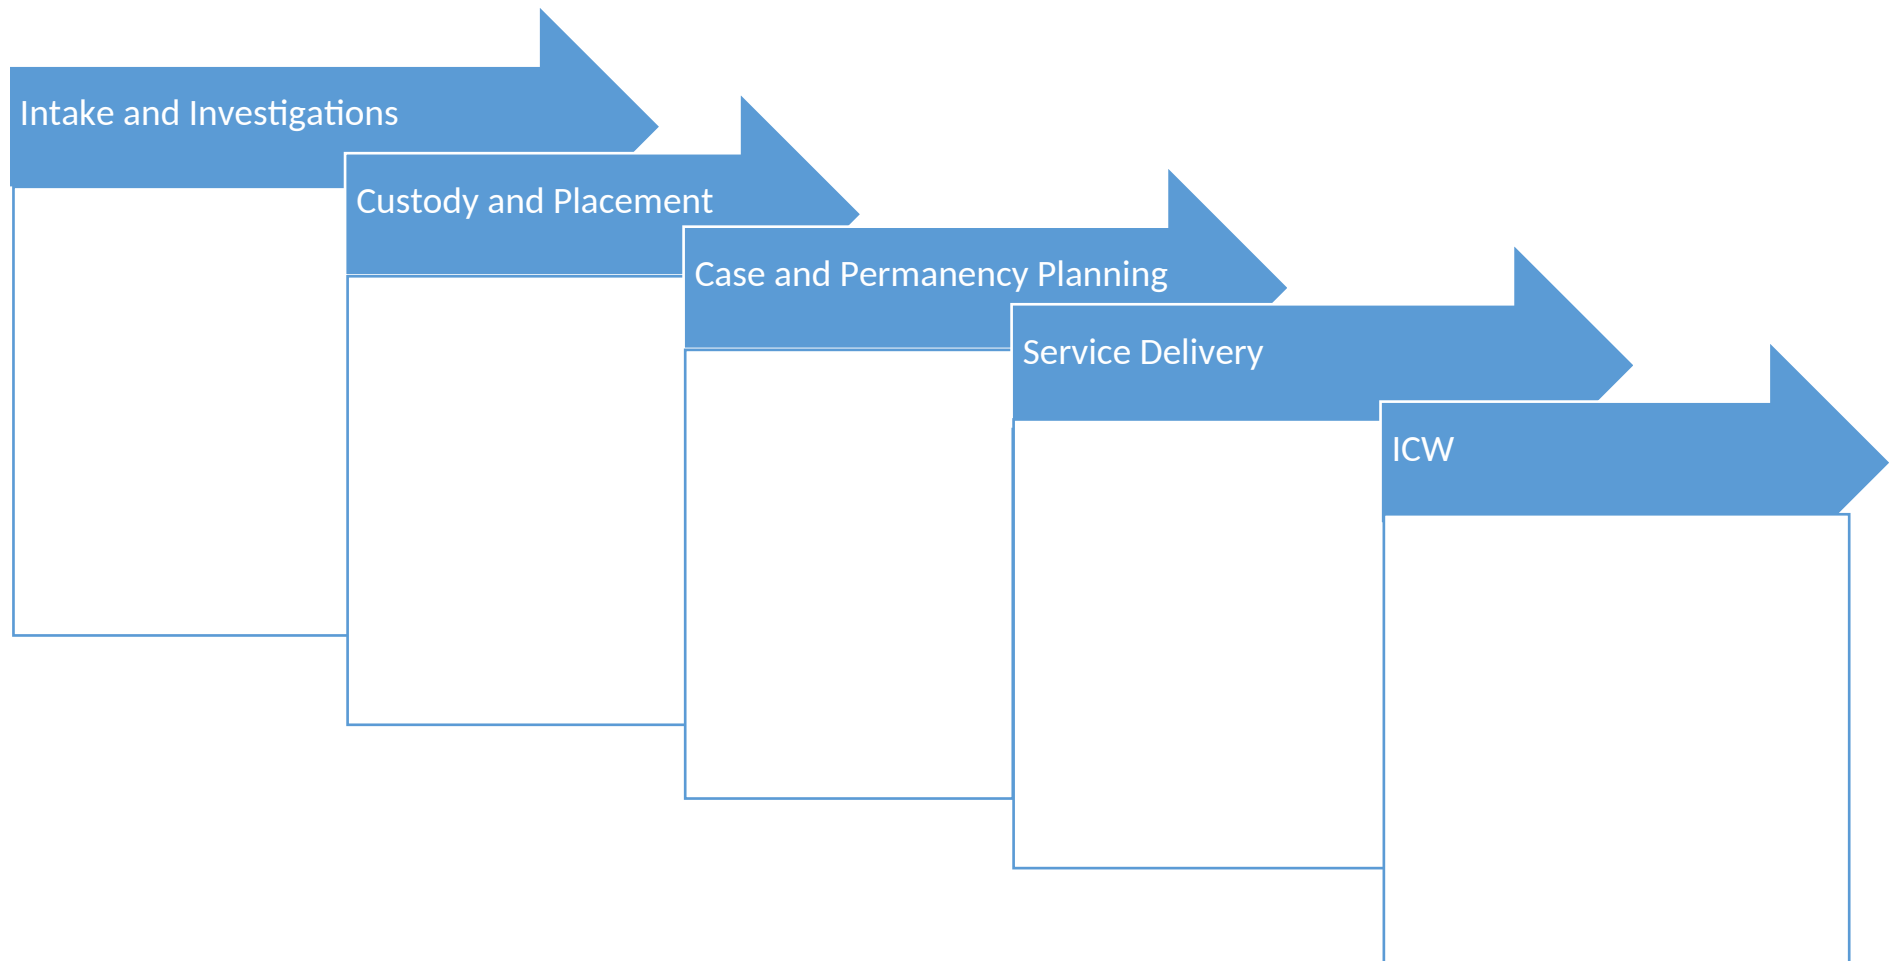 Intake and Investigations
Custody and Placement
Case and Permanency Planning
Service Delivery
ICW